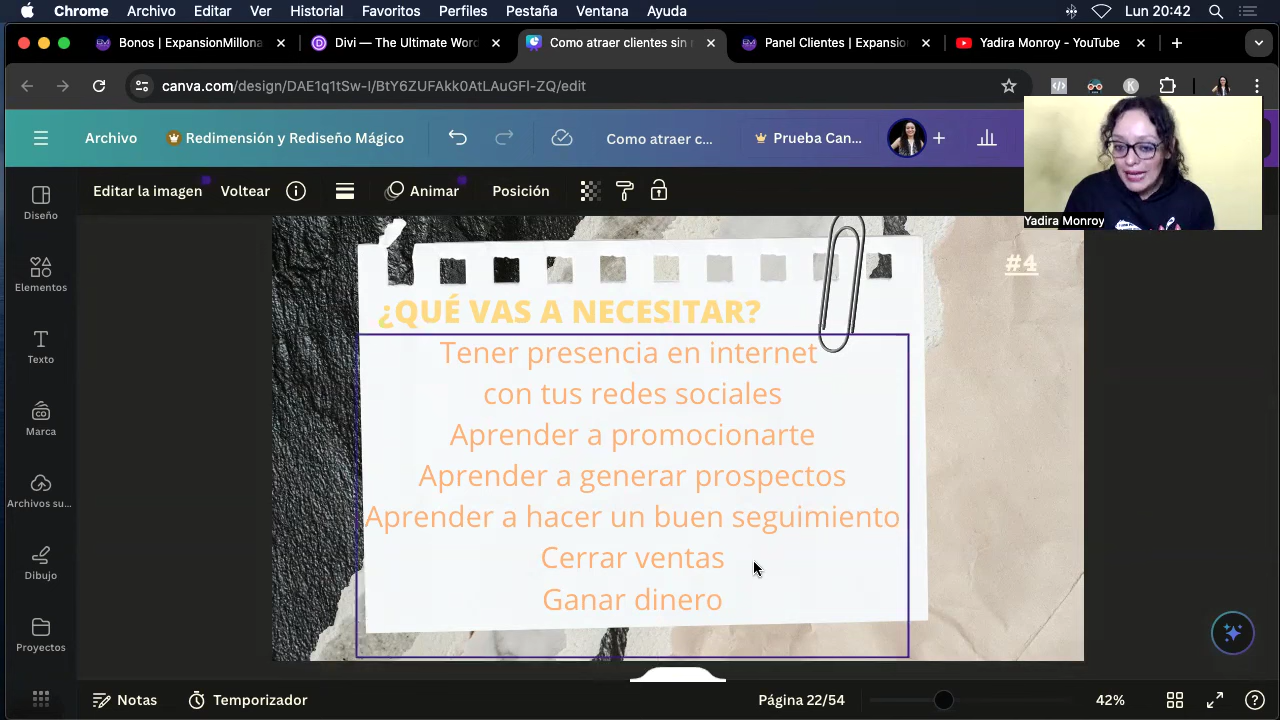 Chrome Archivo Editar Ver Historial Favoritos Perfiles Pestaña Ventana Ayuda Lun 20:42
Bonos | ExpansionMillona
Divi — The Ultimate Word
Como atraer clientes sin
Panel Clientes | Expansion
Yadira Monroy - YouTube
canva.com/design/DAE1q1tSw-I/BtY6ZUFAkk0AtLAuGFl-ZQ/edit
Archivo Redimensión y Rediseño Mágico Como atraer c... Prueba Can...
Editar la imagen Voltear Animar Posición
Yadira Monroy
Diseño
Elementos
Texto
Marca
Archivos su...
Dibujo
Proyectos
#4
¿QUÉ VAS A NECESITAR?
Tener presencia en internet
con tus redes sociales
Aprender a promocionarte
Aprender a generar prospectos
Aprender a hacer un buen seguimiento
Cerrar ventas
Ganar dinero
Notas Temporizador Página 22/54 42%